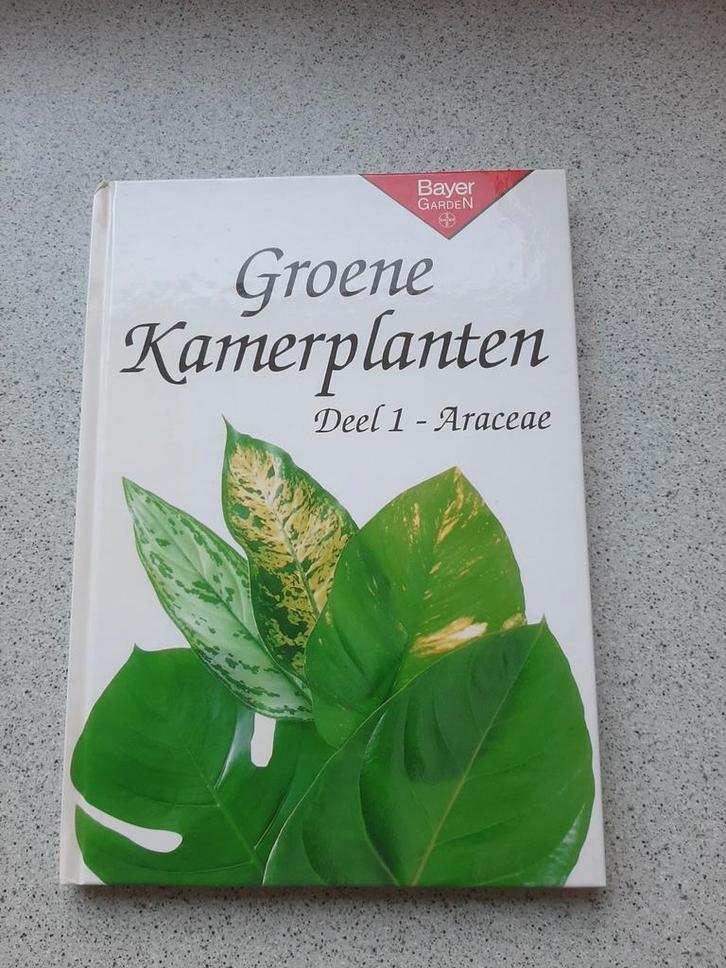 Bayer
GARDEN
Groene
Kamerplanten
Deel 1 - Araceae